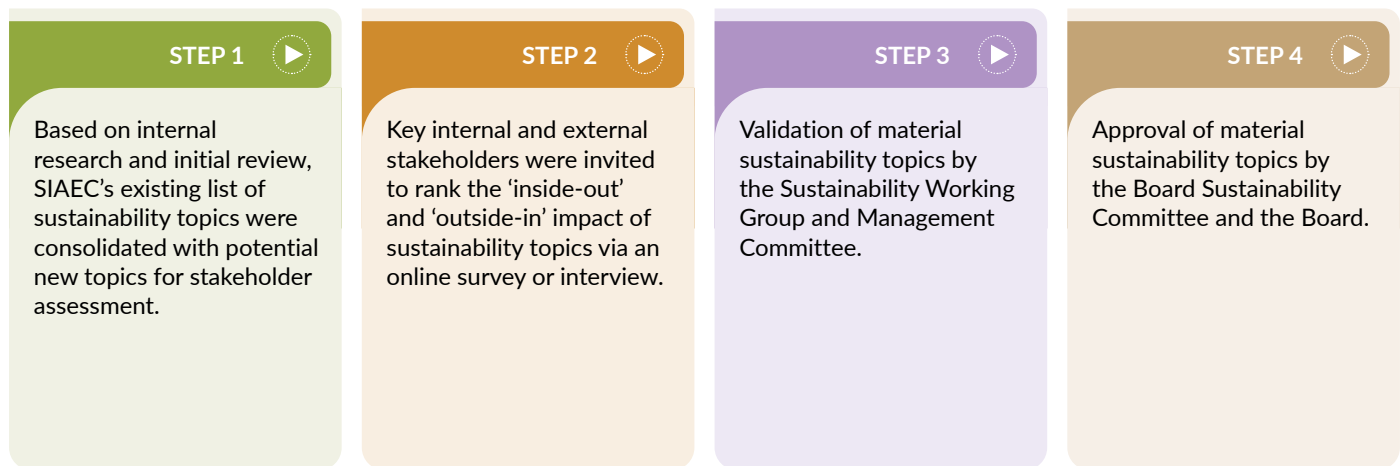 STEP 1
Based on internal
research and initial review,
SIAEC’s existing list of
sustainability topics were
consolidated with potential
new topics for stakeholder
assessment.
STEP 2
Key internal and external
stakeholders were invited
to rank the ‘inside-out’
and ‘outside-in’ impact of
sustainability topics via an
online survey or interview.
STEP 3
Validation of material
sustainability topics by
the Sustainability Working
Group and Management
Committee.
STEP 4
Approval of material
sustainability topics by
the Board Sustainability
Committee and the Board.